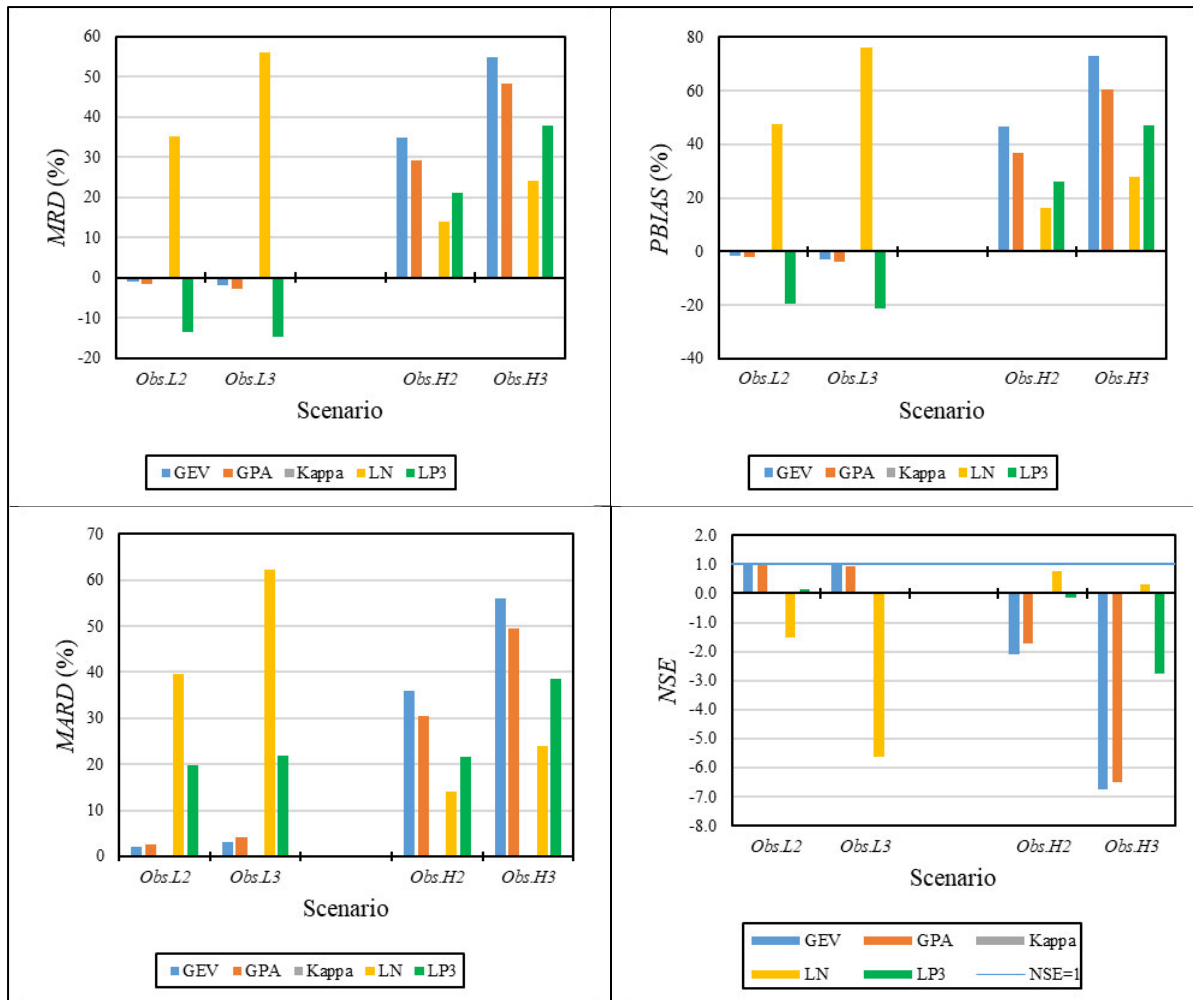 MRD (%)
60
50
40
30
20
10
0
-10
-20
Obs.L2 Obs.L3 Obs.H2 Obs.H3
Scenario
GEV GPA Kappa LN LP3
PBIAS (%)
80
60
40
20
0
-20
-40
Obs.L2 Obs.L3 Obs.H2 Obs.H3
Scenario
GEV GPA Kappa LN LP3
MARD (%)
70
60
50
40
30
20
10
0
Obs.L2 Obs.L3 Obs.H2 Obs.H3
Scenario
GEV GPA Kappa LN LP3
NSE
2.0
1.0
0.0
-1.0
-2.0
-3.0
-4.0
-5.0
-6.0
-7.0
-8.0
Obs.L2 Obs.L3 Obs.H2 Obs.H3
Scenario
GEV GPA Kappa
LN LP3 NSE=1